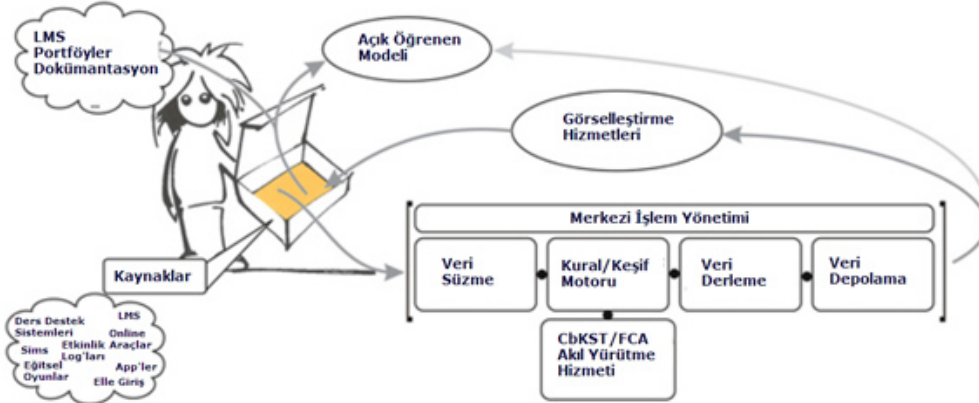 LMS
Portföyler
Dokümantasyon
...
Açık Öğrenen
Modeli
Görselleştirme
Hizmetleri
Merkezi İşlem Yönetimi
Veri
Süzme
Kural/Keşif
Motoru
Veri
Derleme
Veri
Depolama
CbKST/FCA
Akıl Yürütme
Hizmeti
Kaynaklar
Ders Destek
Sistemleri
LMS
Online
Araçlar
Sims
Etkinlik
Log'ları
Eğitsel
Oyunlar
App'ler
Elle Giriş